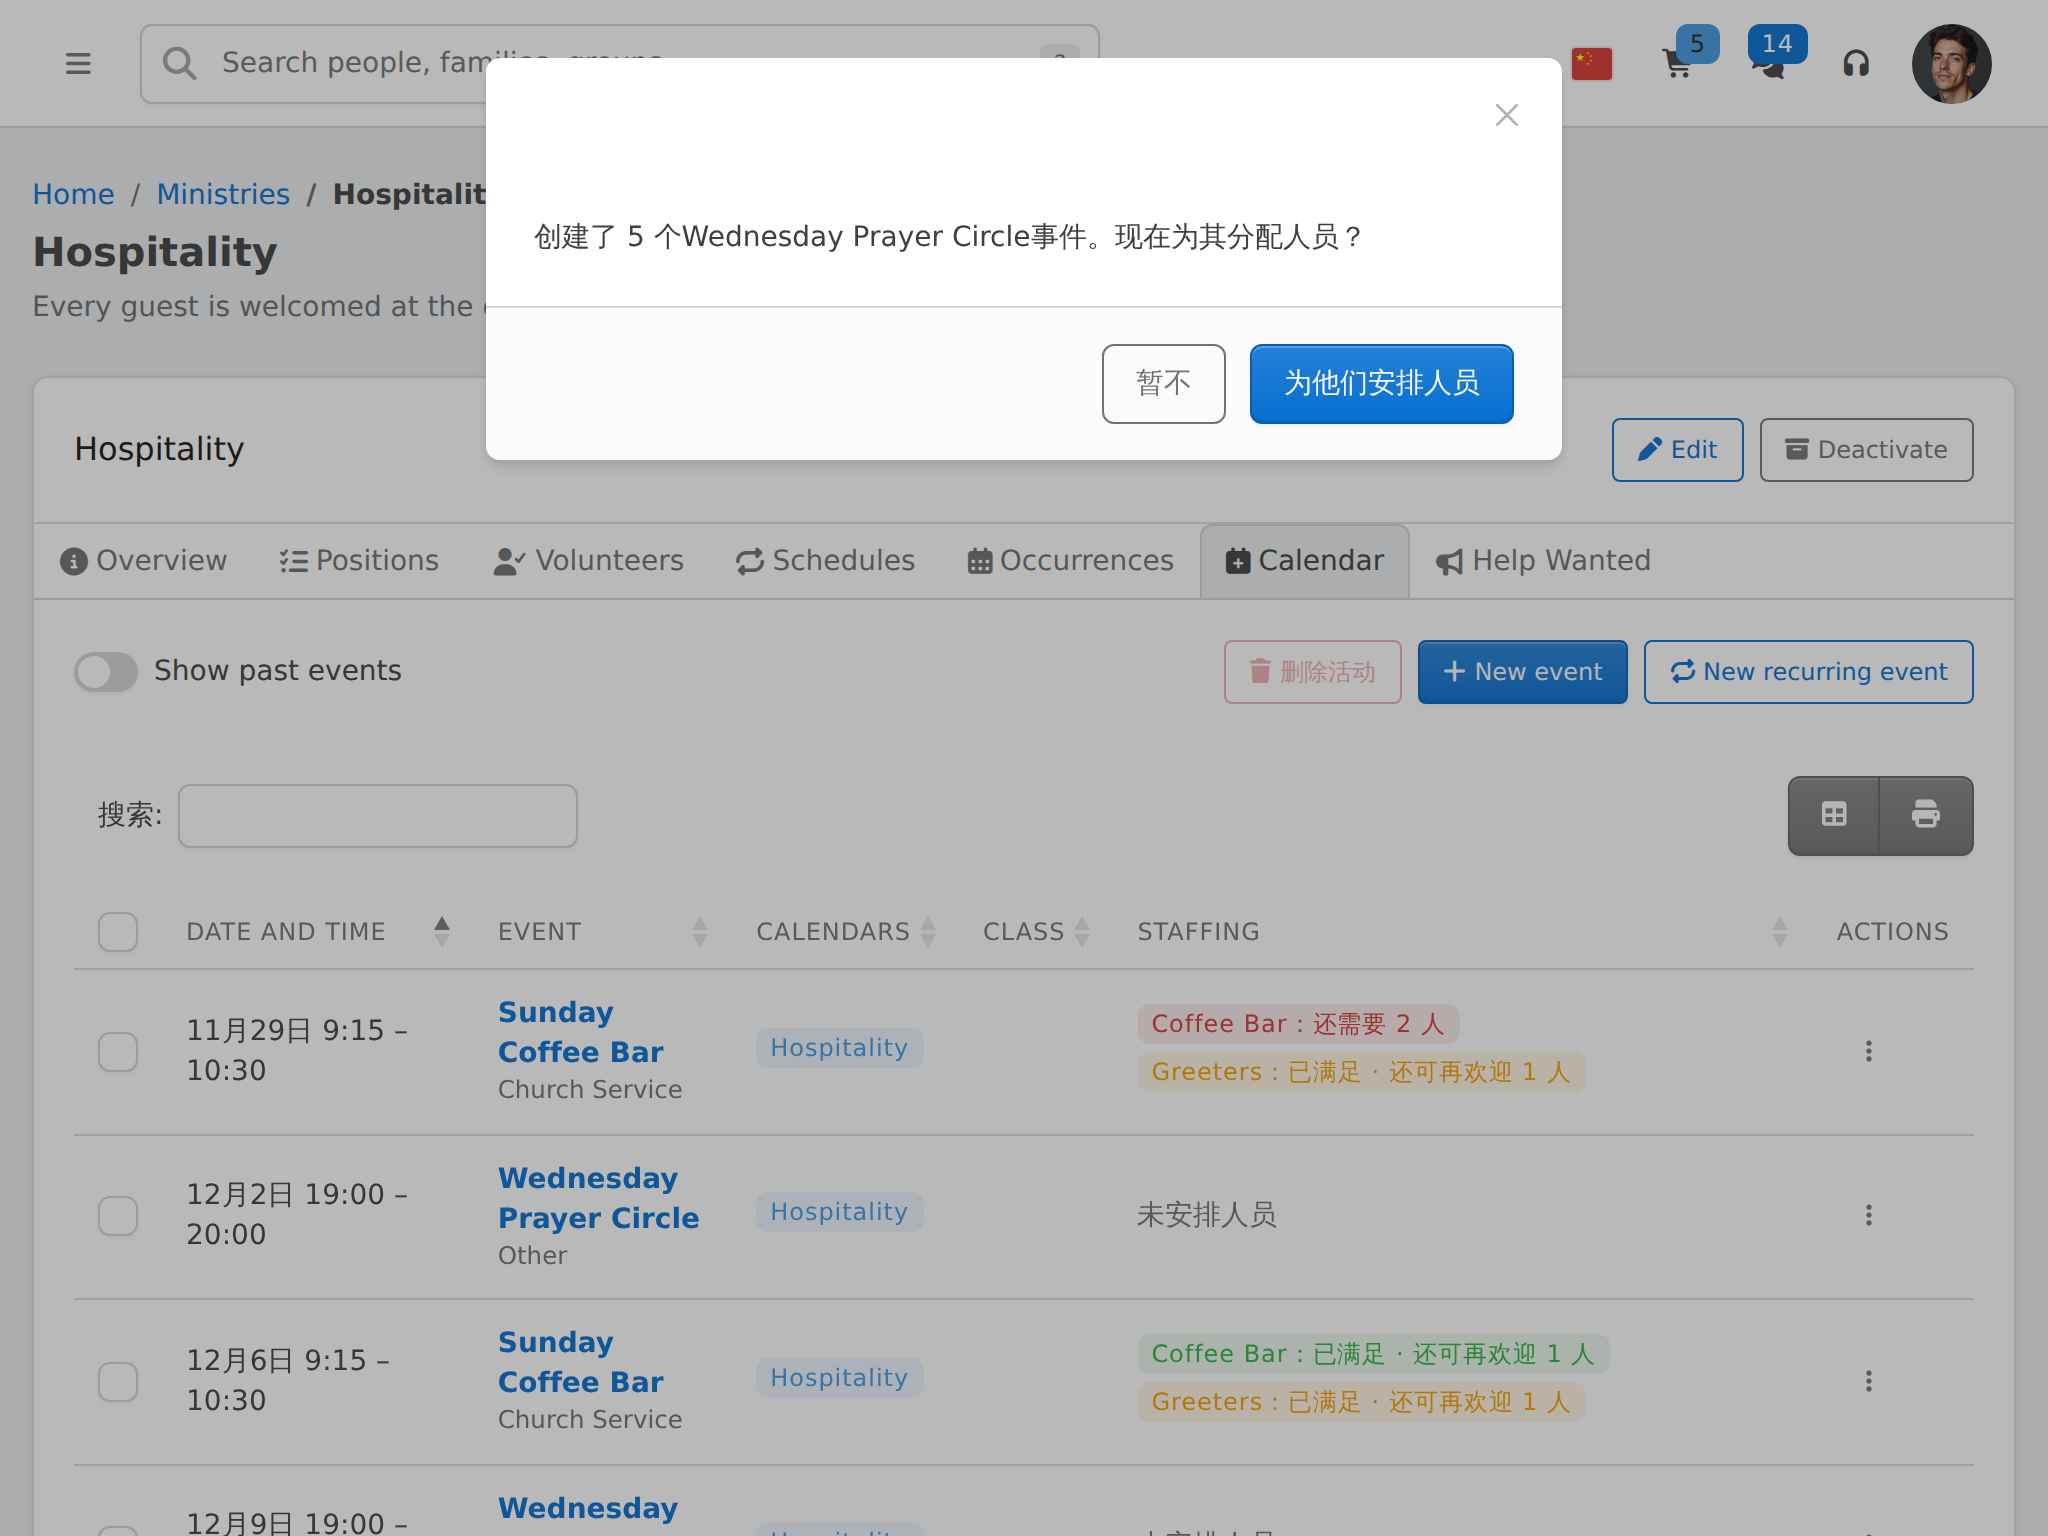 Search people, families, groups
5
14
创建了 5 个Wednesday Prayer Circle事件。现在为其分配人员？
暂不
为他们安排人员
Home / Ministries / Hospitalit
Hospitality
Every guest is welcomed at the
Hospitality
Edit
Deactivate
Overview
Positions
Volunteers
Schedules
Occurrences
Calendar
Help Wanted
Show past events
删除活动
New event
New recurring event
搜索:
DATE AND TIME
EVENT
CALENDARS
CLASS
STAFFING
ACTIONS
11月29日 9:15 –
10:30
Sunday
Coffee Bar
Church Service
Hospitality
Coffee Bar：还需要 2 人
Greeters：已满足 · 还可再欢迎 1 人
12月2日 19:00 –
20:00
Wednesday
Prayer Circle
Other
Hospitality
未安排人员
12月6日 9:15 –
10:30
Sunday
Coffee Bar
Church Service
Hospitality
Coffee Bar：已满足 · 还可再欢迎 1 人
Greeters：已满足 · 还可再欢迎 1 人
12月9日 19:00 –
Wednesday